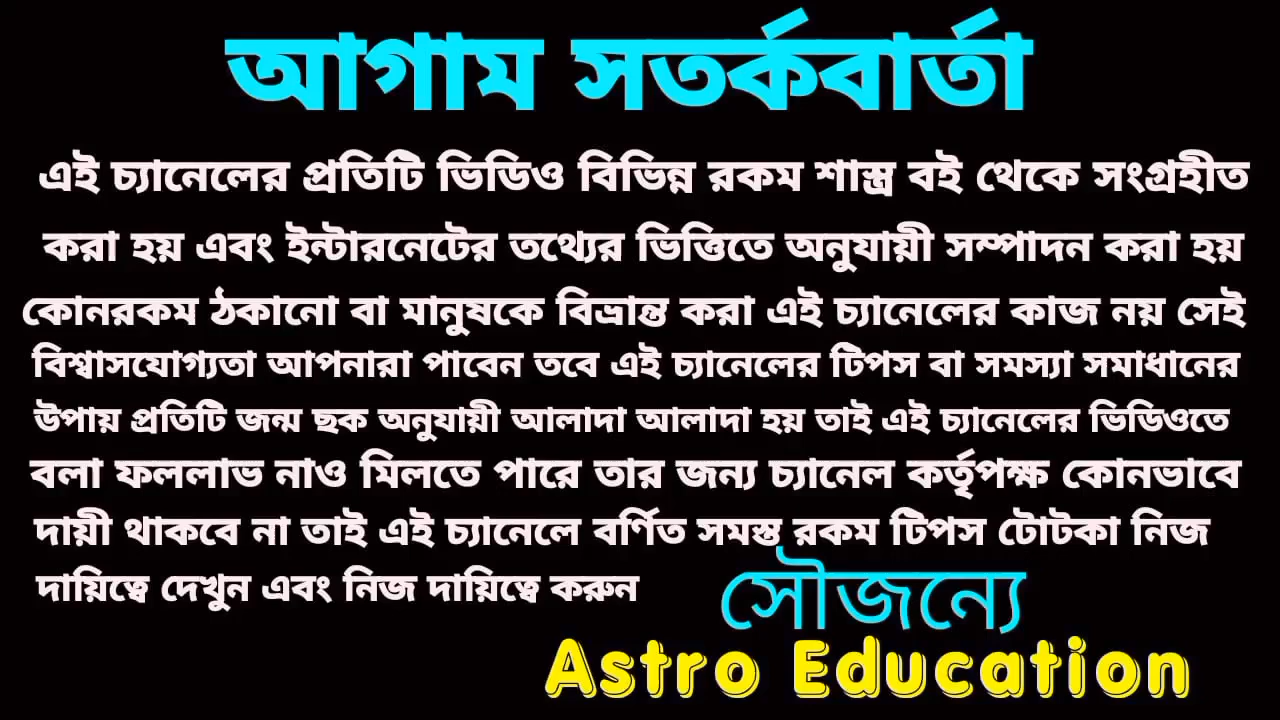 আগাম সতর্কবার্তা
এই চ্যানেলের প্রতিটি ভিডিও বিভিন্ন রকম শাস্ত্র বই থেকে সংগ্রহীত
করা হয় এবং ইন্টারনেটের তথ্যের ভিত্তিতে অনুযায়ী সম্পাদন করা হয়
কোনরকম ঠকানো বা মানুষকে বিভ্রান্ত করা এই চ্যানেলের কাজ নয় সেই
বিশ্বাসযোগ্যতা আপনারা পাবেন তবে এই চ্যানেলের টিপস বা সমস্যা সমাধানের
উপায় প্রতিটি জন্ম ছক অনুযায়ী আলাদা আলাদা হয় তাই এই চ্যানেলের ভিডিওতে
বলা ফললাভ নাও মিলতে পারে তার জন্য চ্যানেল কর্তৃপক্ষ কোনভাবে
দায়ী থাকবে না তাই এই চ্যানেলে বর্ণিত সমস্ত রকম টিপস টোটকা নিজ
দায়িত্বে দেখুন এবং নিজ দায়িত্বে করুন
সৌজন্যে
Astro Education